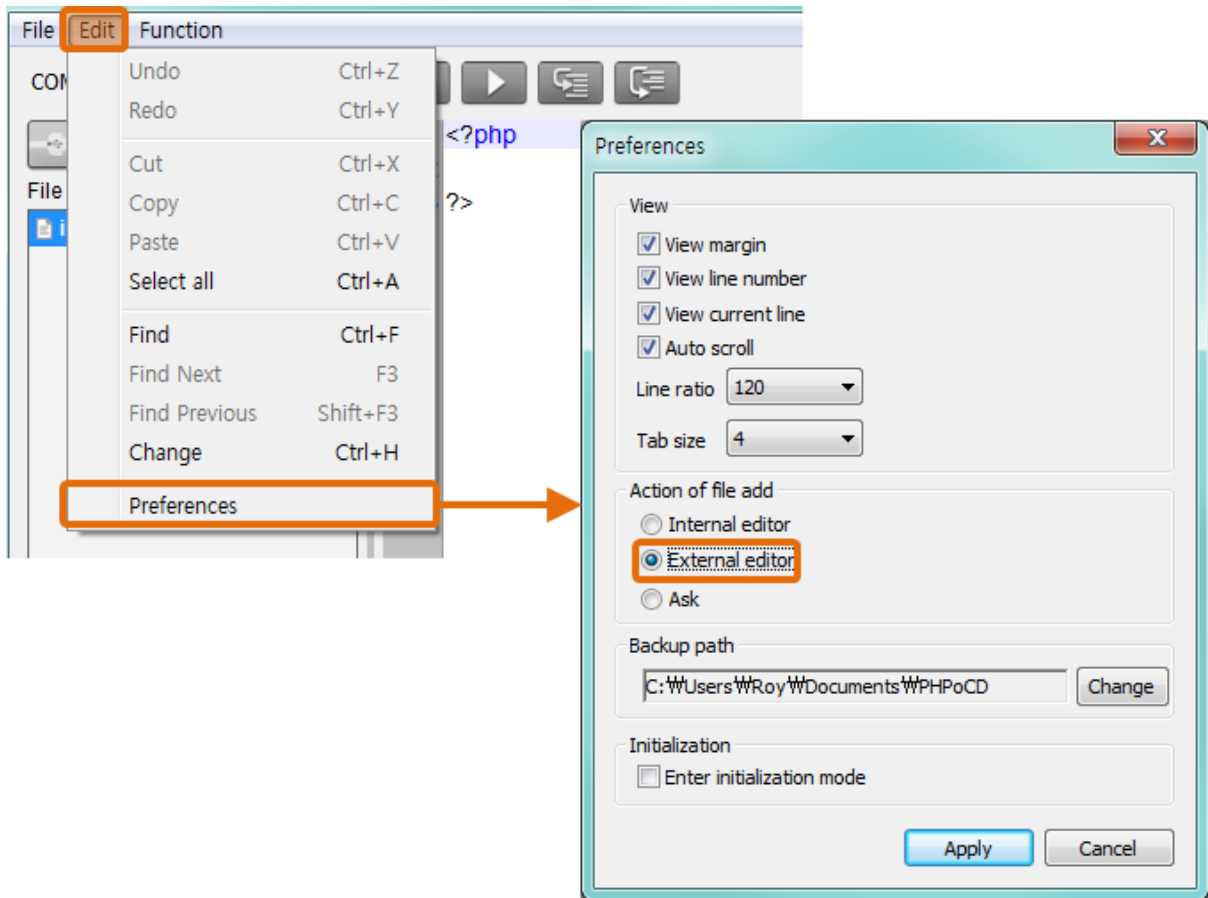 File Edit Function
COM
Undo Ctrl+Z
Redo Ctrl+Y
Cut Ctrl+X
Copy Ctrl+C
Paste Ctrl+V
Select all Ctrl+A
Find Ctrl+F
Find Next F3
Find Previous Shift+F3
Change Ctrl+H
Preferences
File
i
<?php
?>
Preferences
View
View margin
View line number
View current line
Auto scroll
Line ratio 120
Tab size 4
Action of file add
Internal editor
External editor
Ask
Backup path
C:₩Users₩Roy₩Documents₩PHPoCD Change
Initialization
Enter initialization mode
Apply Cancel